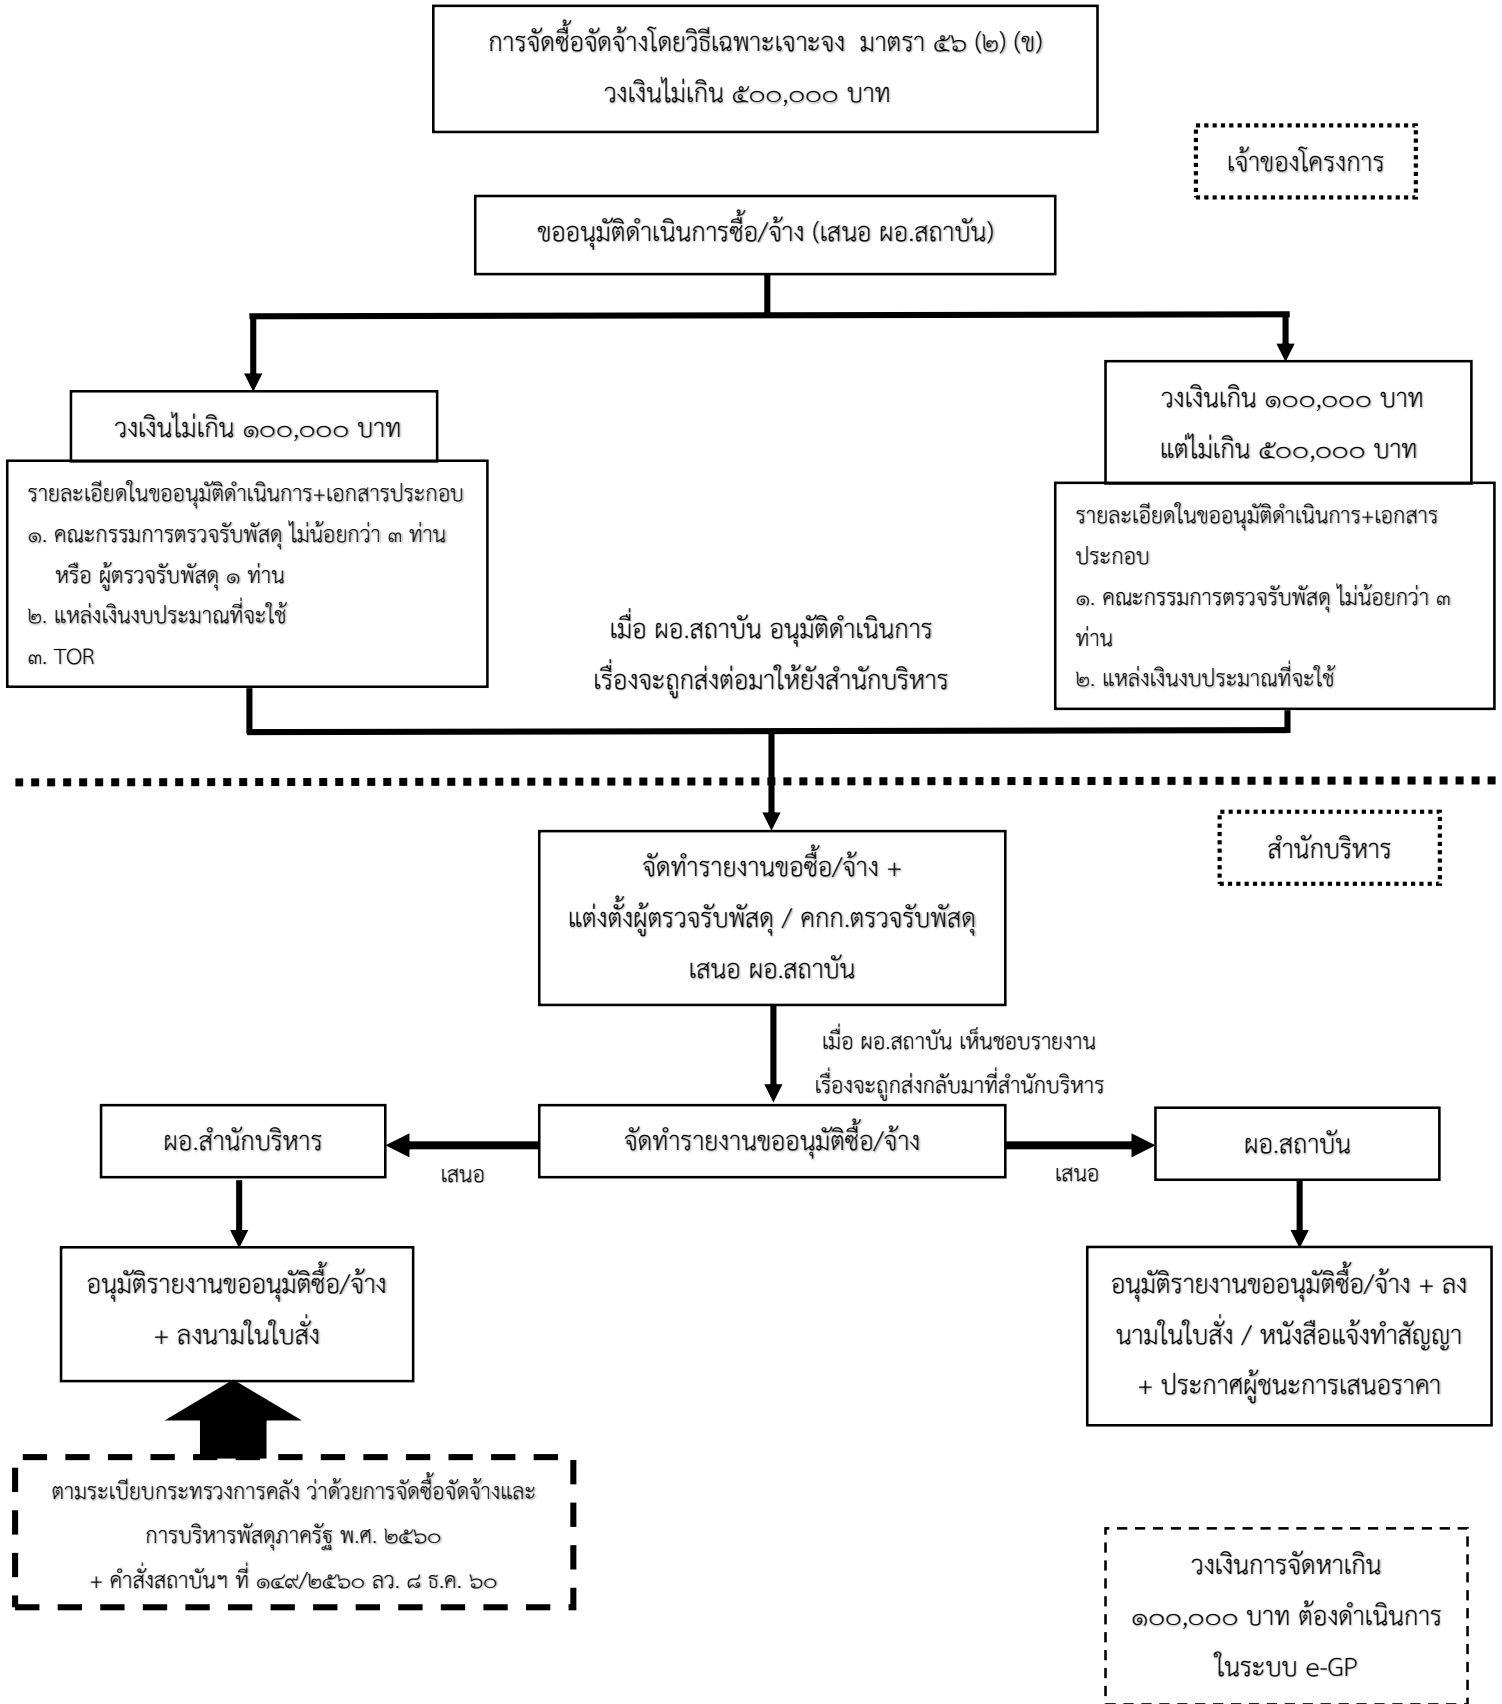 การจัดซื้อจัดจ้างโดยวิธีเฉพาะเจาะจง มาตรา ๕๖ (๒) (ข)
วงเงินไม่เกิน ๕๐๐,๐๐๐ บาท
เจ้าของโครงการ
ขออนุมัติดำเนินการซื้อ/จ้าง (เสนอ ผอ.สถาบัน)
วงเงินไม่เกิน ๑๐๐,๐๐๐ บาท
รายละเอียดในขออนุมัติดำเนินการ+เอกสารประกอบ
๑. คณะกรรมการตรวจรับพัสดุ ไม่น้อยกว่า ๓ ท่าน
หรือ ผู้ตรวจรับพัสดุ ๑ ท่าน
๒. แหล่งเงินงบประมาณที่จะใช้
๓. TOR
วงเงินเกิน ๑๐๐,๐๐๐ บาท
แต่ไม่เกิน ๕๐๐,๐๐๐ บาท
รายละเอียดในขออนุมัติดำเนินการ+เอกสาร
ประกอบ
๑. คณะกรรมการตรวจรับพัสดุ ไม่น้อยกว่า ๓
ท่าน
๒. แหล่งเงินงบประมาณที่จะใช้
เมื่อ ผอ.สถาบัน อนุมัติดำเนินการ
เรื่องจะถูกส่งต่อมาให้ยังสำนักบริหาร
สำนักบริหาร
จัดทำรายงานขอซื้อ/จ้าง +
แต่งตั้งผู้ตรวจรับพัสดุ / คกก.ตรวจรับพัสดุ
เสนอ ผอ.สถาบัน
เมื่อ ผอ.สถาบัน เห็นชอบรายงาน
เรื่องจะถูกส่งกลับมาที่สำนักบริหาร
ผอ.สำนักบริหาร
เสนอ
จัดทำรายงานขออนุมัติซื้อ/จ้าง
เสนอ
ผอ.สถาบัน
อนุมัติรายงานขออนุมัติซื้อ/จ้าง
+ ลงนามในใบสั่ง
อนุมัติรายงานขออนุมัติซื้อ/จ้าง + ลง
นามในใบสั่ง / หนังสือแจ้งทำสัญญา
+ ประกาศผู้ชนะการเสนอราคา
ตามระเบียบกระทรวงการคลัง ว่าด้วยการจัดซื้อจัดจ้างและ
การบริหารพัสดุภาครัฐ พ.ศ. ๒๕๖๐
+ คำสั่งสถาบันฯ ที่ ๑๔๙/๒๕๖๐ ลว. ๘ ธ.ค. ๖๐
วงเงินการจัดหาเกิน
๑๐๐,๐๐๐ บาท ต้องดำเนินการ
ในระบบ e-GP